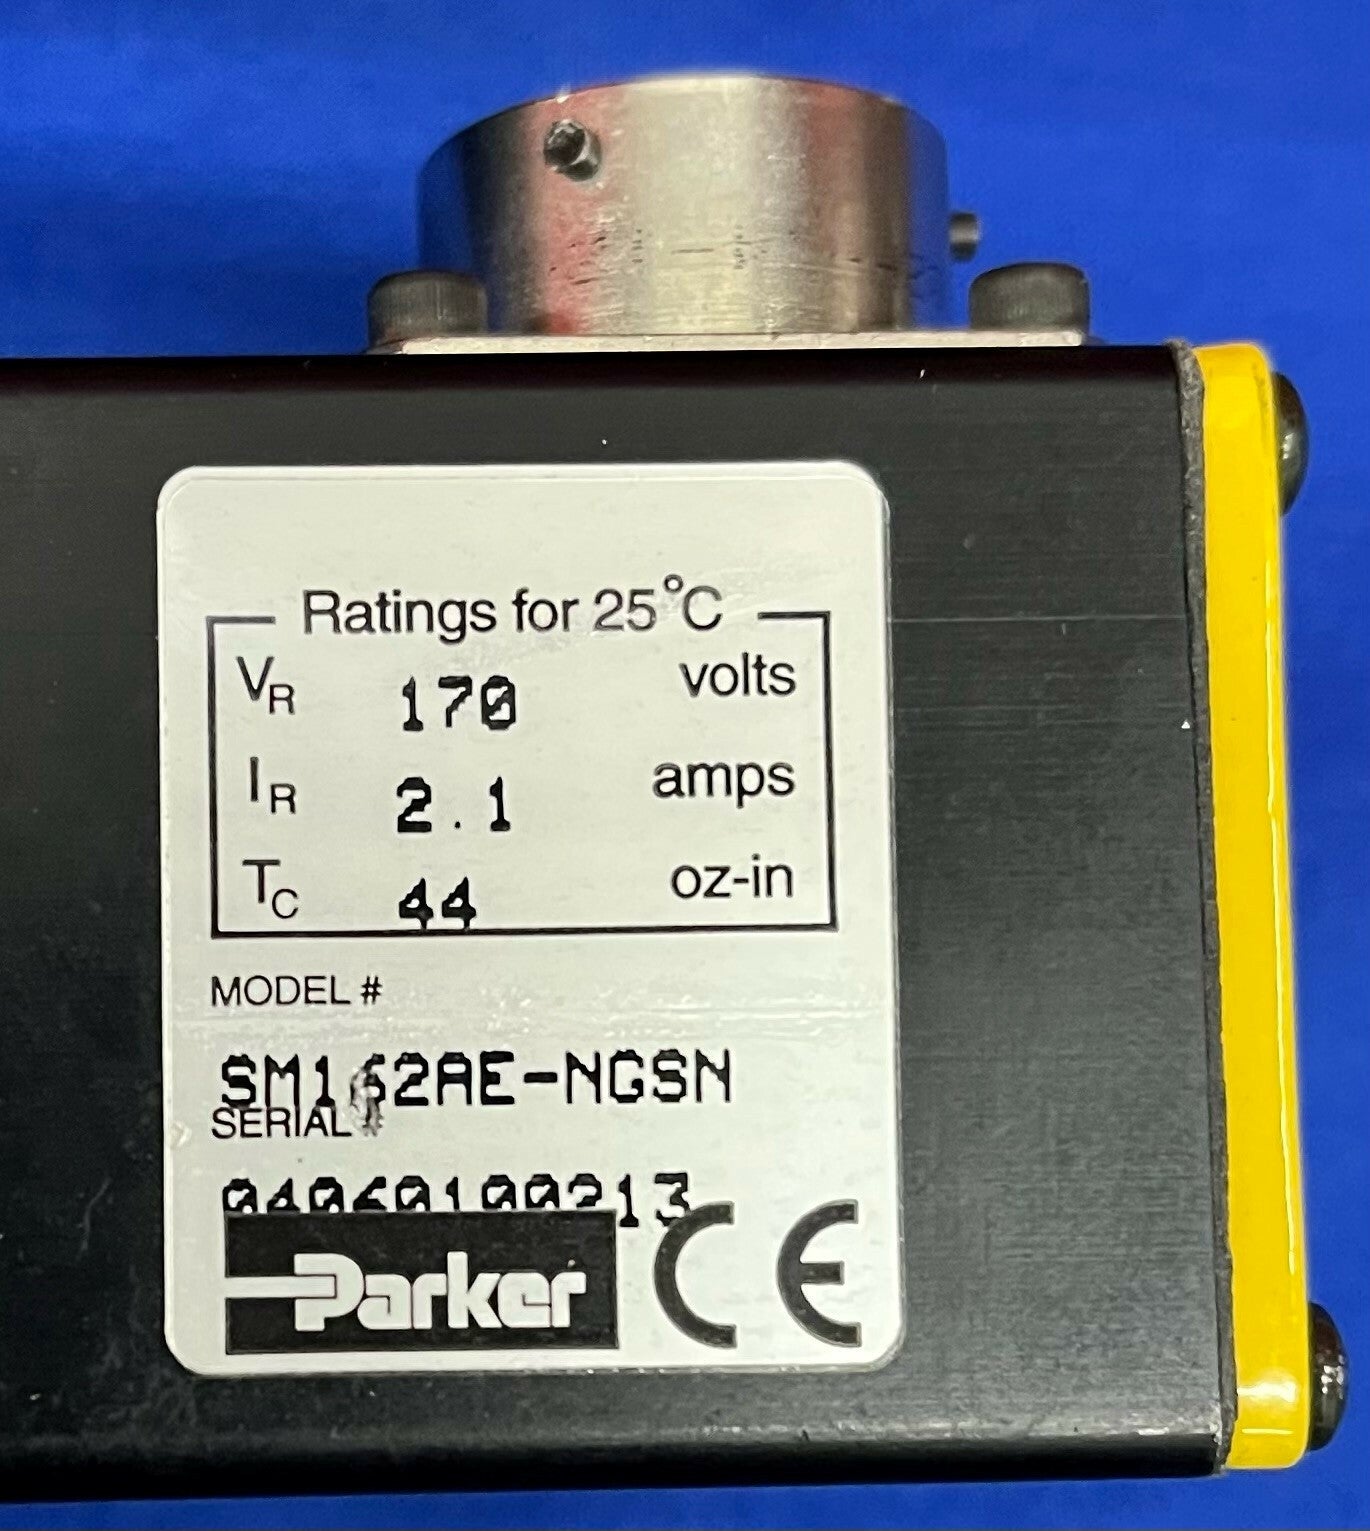 Ratings for 25°C
VR 170 volts
IR 2.1 amps
TC 44 oz-in
MODEL #
SM162AE-NGSN
SERIAL #
04060100213
Parker CE